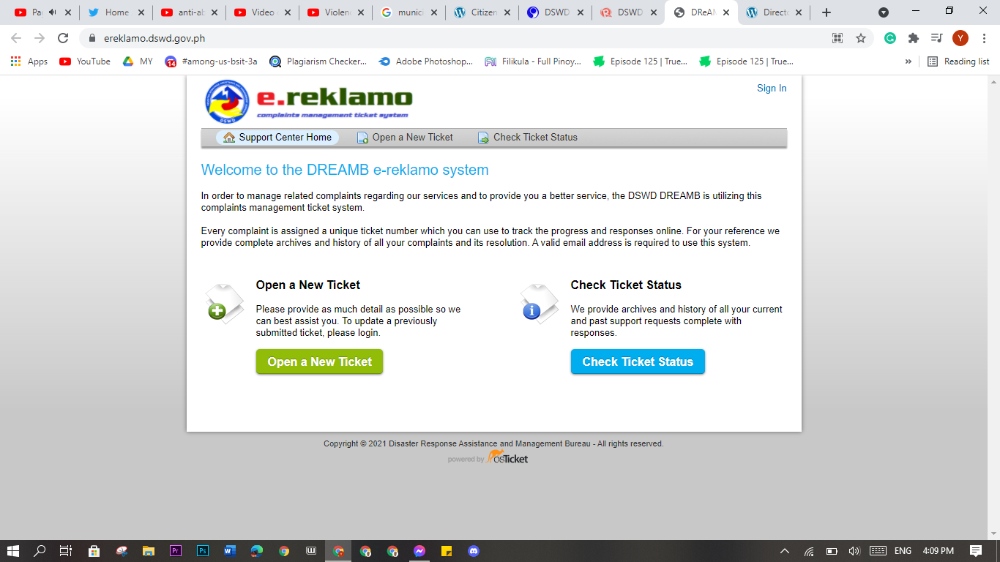 Pa
Home
anti-ab
Video
Violen
munici
Citizen
DSWD
DSWD
DReAM
Directo
ereklamo.dswd.gov.ph
Y
Apps
YouTube
MY
14
#among-us-bsit-3a
Plagiarism Checker...
Adobe Photoshop...
Filikula - Full Pinoy...
Episode 125 | True...
Episode 125 | True...
»
Reading list
DSWD
e.reklamo
complaints management ticket system
Sign In
Support Center Home
Open a New Ticket
Check Ticket Status
Welcome to the DREAMB e-reklamo system
In order to manage related complaints regarding our services and to provide you a better service, the DSWD DREAMB is utilizing this
complaints management ticket system.
Every complaint is assigned a unique ticket number which you can use to track the progress and responses online. For your reference we
provide complete archives and history of all your complaints and its resolution. A valid email address is required to use this system.
Open a New Ticket
Please provide as much detail as possible so we
can best assist you. To update a previously
submitted ticket, please login.
Open a New Ticket
Check Ticket Status
We provide archives and history of all your current
and past support requests complete with
responses.
Check Ticket Status
Copyright © 2021 Disaster Response Assistance and Management Bureau - All rights reserved.
powered by osTicket
Pr
Ps
W
ENG
4:09 PM